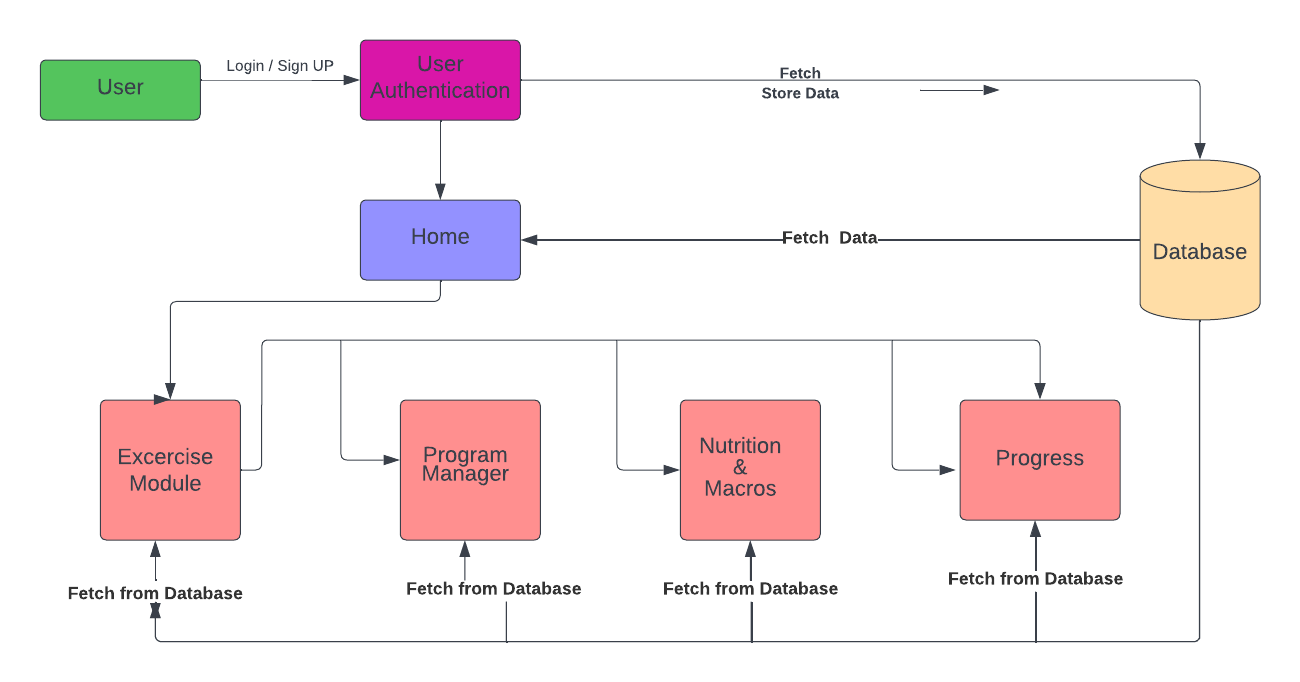 User
Login / Sign UP
User
Authentication
Fetch
Store Data
Home
Fetch  Data
Database
Excercise
Module
Program
Manager
Nutrition
&
Macros
Progress
Fetch from Database
Fetch from Database
Fetch from Database
Fetch from Database